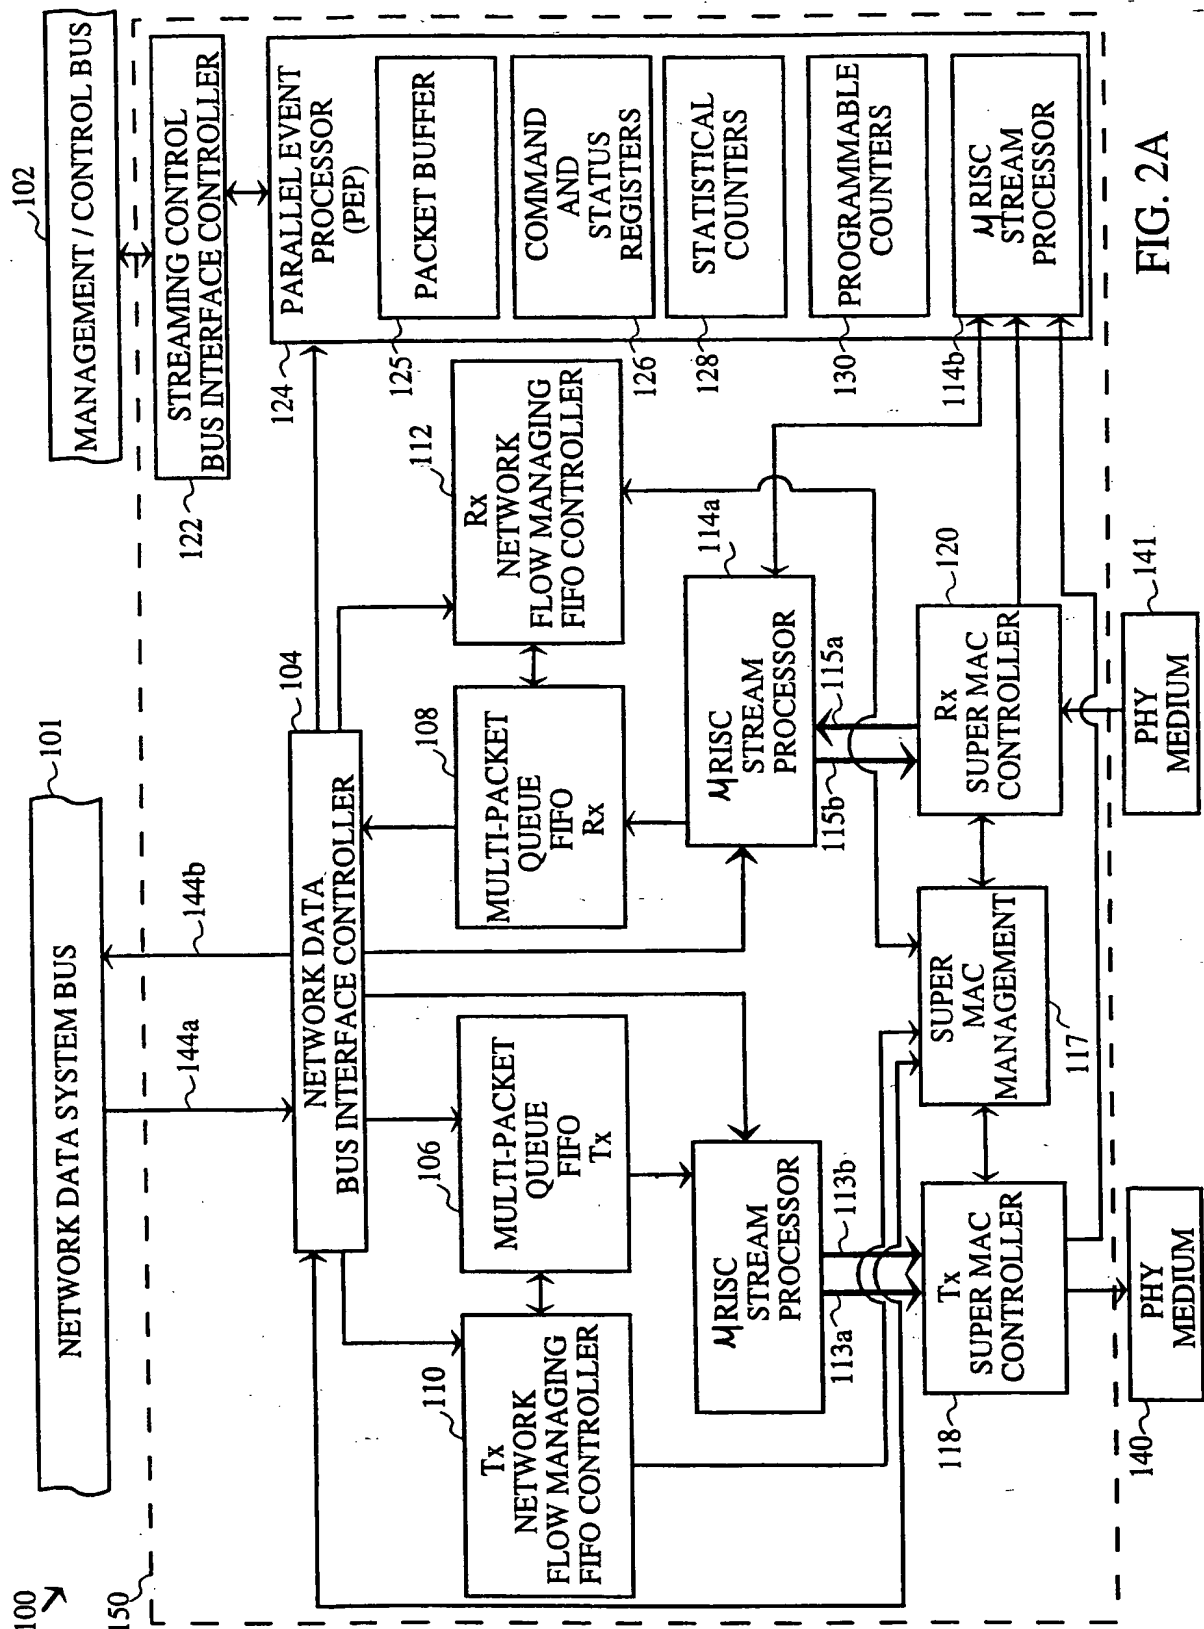 100
150
NETWORK DATA SYSTEM BUS
101
MANAGEMENT / CONTROL BUS
102
144a
144b
122
STREAMING CONTROL
BUS INTERFACE CONTROLLER
NETWORK DATA
BUS INTERFACE CONTROLLER
104
124
PARALLEL EVENT
PROCESSOR
(PEP)
110
Tx
NETWORK
FLOW MANAGING
FIFO CONTROLLER
106
MULTI-PACKET
QUEUE
FIFO
Tx
108
MULTI-PACKET
QUEUE
FIFO
Rx
112
Rx
NETWORK
FLOW MANAGING
FIFO CONTROLLER
125
PACKET BUFFER
126
COMMAND
AND
STATUS
REGISTERS
128
STATISTICAL
COUNTERS
130
PROGRAMMABLE
COUNTERS
114b
μRISC
STREAM
PROCESSOR
μRISC
STREAM
PROCESSOR
114a
μRISC
STREAM
PROCESSOR
113a
113b
115b
115a
118
Tx
SUPER MAC
CONTROLLER
SUPER
MAC
MANAGEMENT
117
120
Rx
SUPER MAC
CONTROLLER
140
PHY
MEDIUM
141
PHY
MEDIUM
FIG. 2A